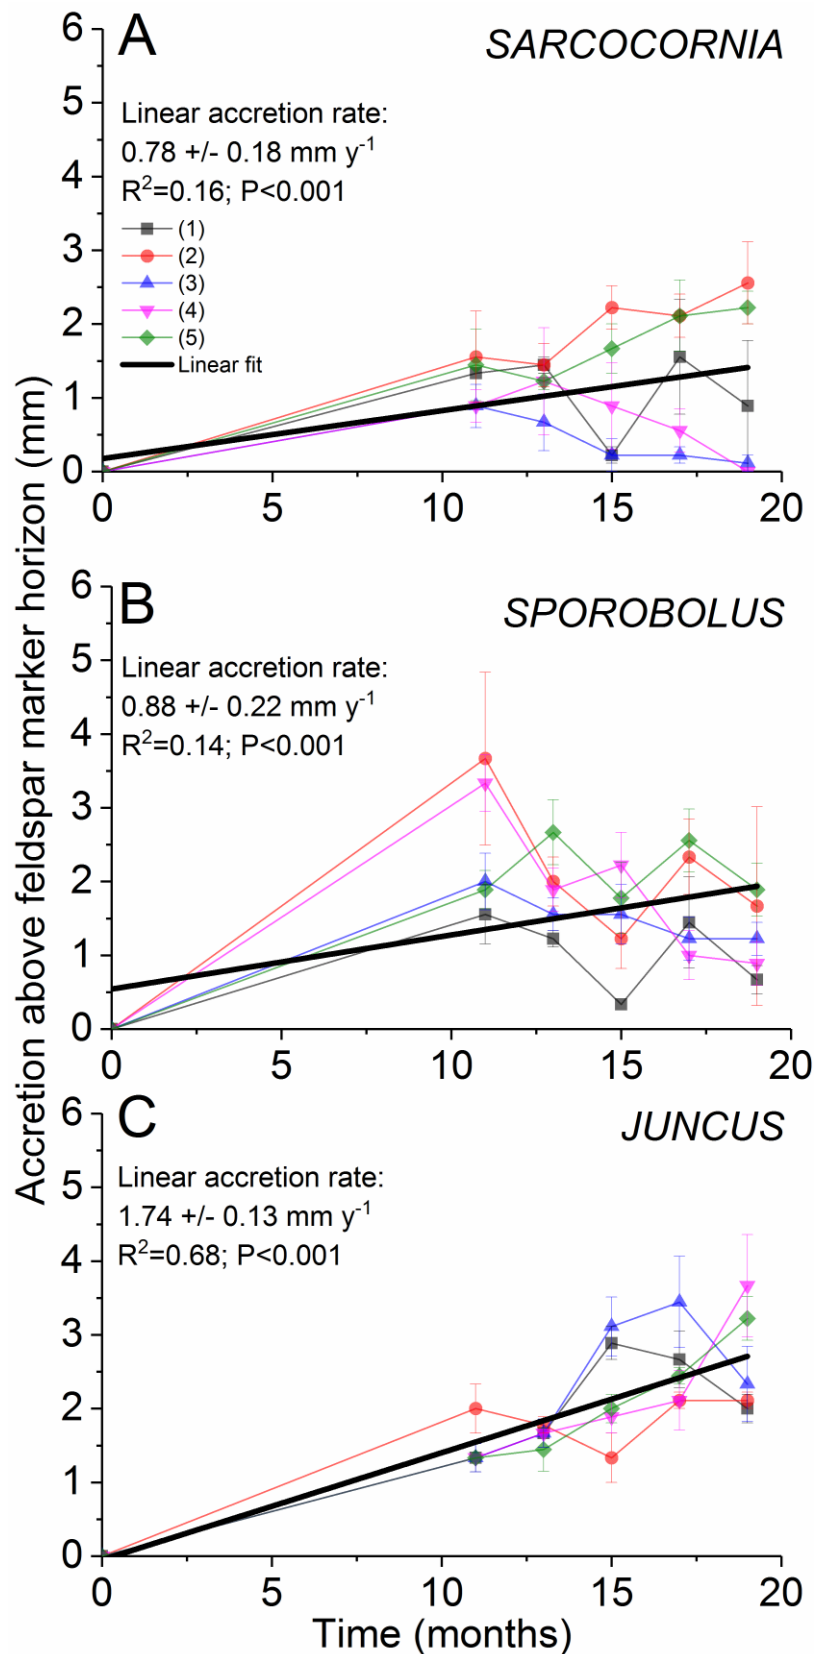 Accretion above feldspar marker horizon (mm)
A
SARCOCORNIA
Linear accretion rate:
0.78 +/- 0.18 mm y-1
R2=0.16; P<0.001
(1)
(2)
(3)
(4)
(5)
Linear fit
6
5
4
3
2
1
0
0 5 10 15 20
B
SPOROBOLUS
Linear accretion rate:
0.88 +/- 0.22 mm y-1
R2=0.14; P<0.001
6
5
4
3
2
1
0
0 5 10 15 20
C
JUNCUS
Linear accretion rate:
1.74 +/- 0.13 mm y-1
R2=0.68; P<0.001
6
5
4
3
2
1
0
0 5 10 15 20
Time (months)